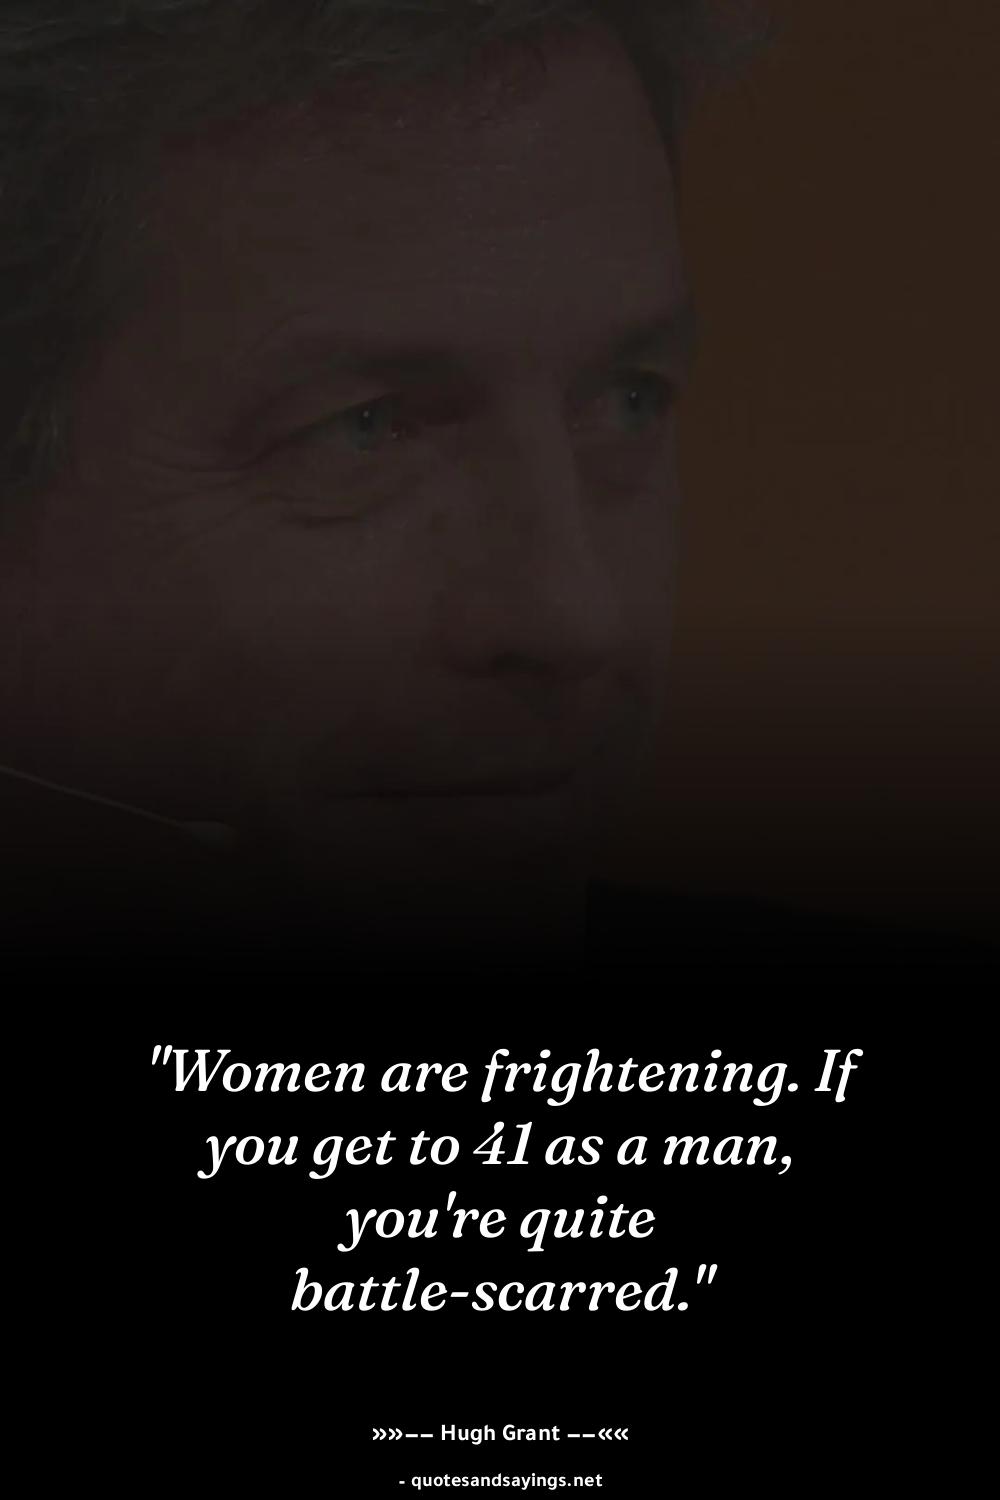 "Women are frightening. If
you get to 41 as a man,
you're quite
battle-scarred."
»»–– Hugh Grant ––««
- quotesandsayings.net